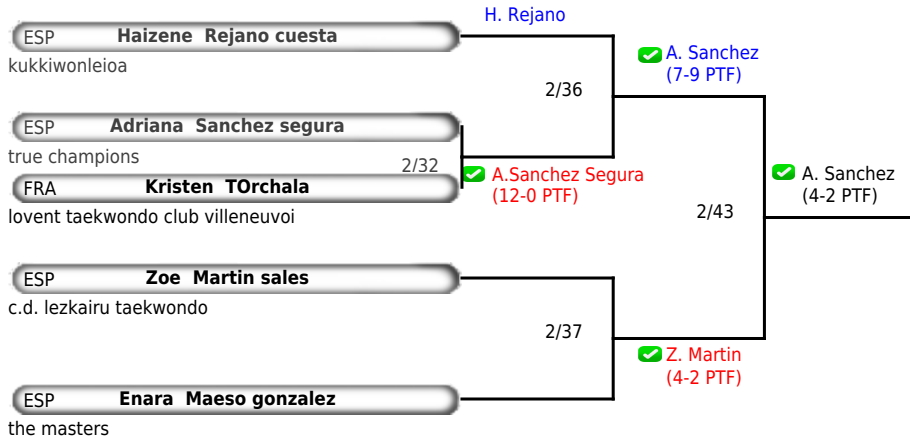 H. Rejano
ESP Haizene Rejano cuesta
kukkiwonleioa
A. Sanchez
(7-9 PTF)
2/36
ESP Adriana Sanchez segura
true champions
2/32
FRA Kristen TOrchala
A.Sanchez Segura
(12-0 PTF)
lovent taekwondo club villeneuvoi
A. Sanchez
(4-2 PTF)
2/43
ESP Zoe Martin sales
c.d. lezkairu taekwondo
2/37
Z. Martin
(4-2 PTF)
ESP Enara Maeso gonzalez
the masters